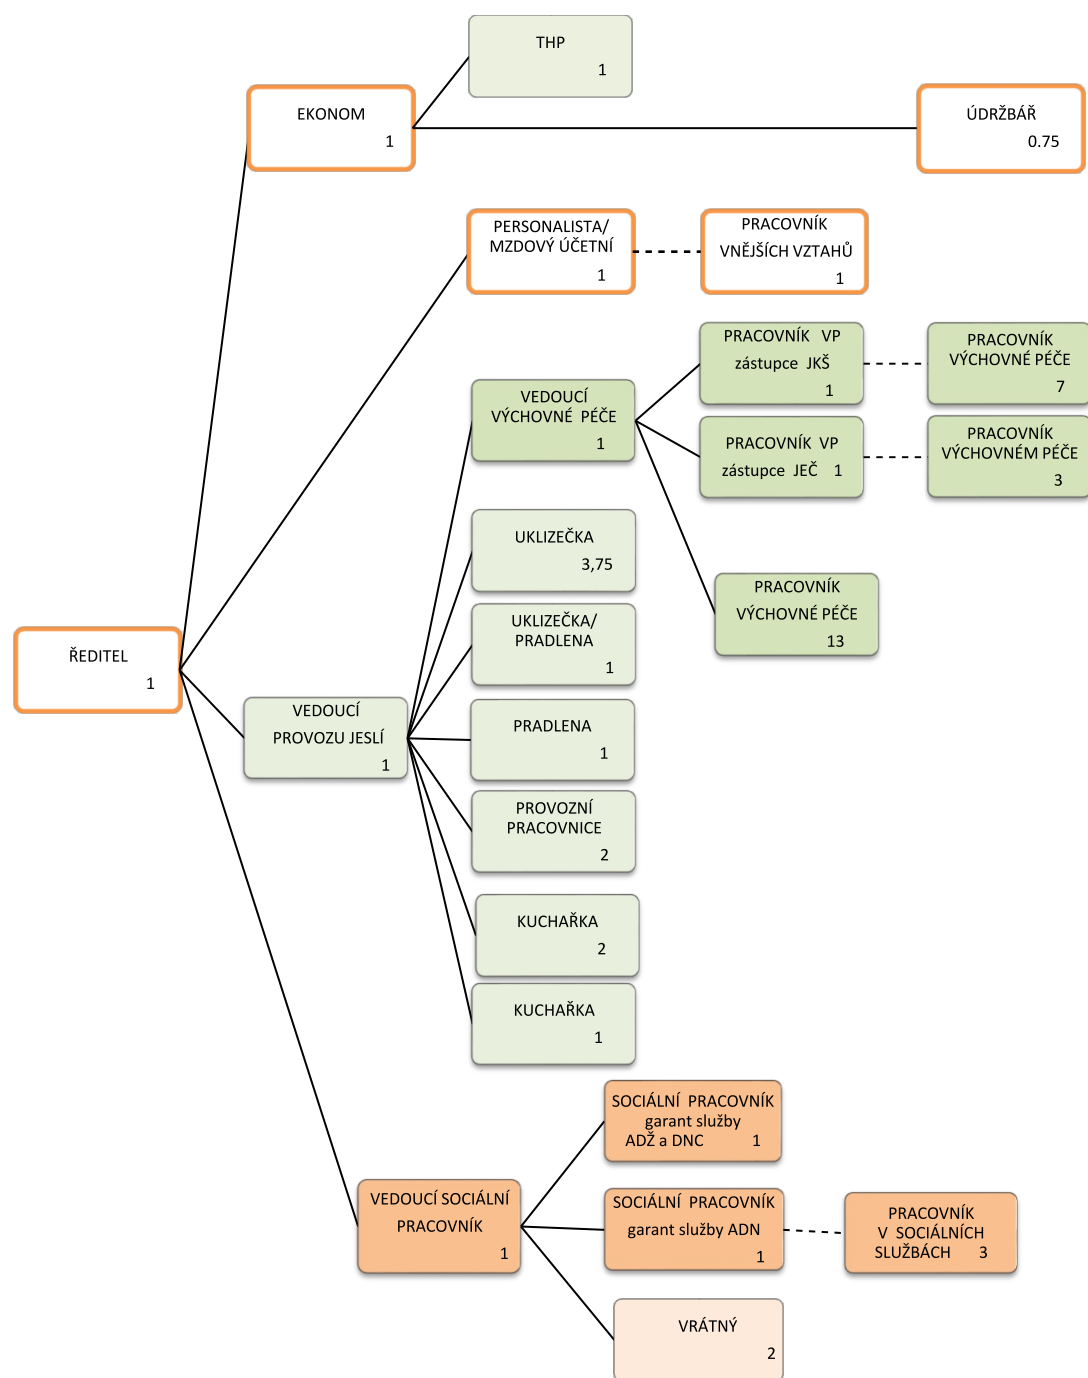 THP
1
EKONOM
1
ÚDRŽBÁŘ
0.75
PERSONALISTA/
MZDOVÝ ÚČETNÍ
1
PRACOVNÍK
VNĚJŠÍCH VZTAHŮ
1
PRACOVNÍK VP
zástupce JKŠ
1
PRACOVNÍK
VÝCHOVNÉ PÉČE
7
VEDOUCÍ
VÝCHOVNÉ PÉČE
1
PRACOVNÍK VP
zástupce JEČ 1
PRACOVNÍK
VÝCHOVNÉM PÉČE
3
UKLIZEČKA
3,75
PRACOVNÍK
VÝCHOVNÉ PÉČE
13
UKLIZEČKA/
PRADLENA
1
ŘEDITEL
1
VEDOUCÍ
PROVOZU JESLÍ
1
PRADLENA
1
PROVOZNÍ
PRACOVNICE
2
KUCHAŘKA
2
KUCHAŘKA
1
SOCIÁLNÍ PRACOVNÍK
garant služby
ADŽ a DNC 1
VEDOUCÍ SOCIÁLNÍ
PRACOVNÍK
1
SOCIÁLNÍ PRACOVNÍK
garant služby ADN
1
PRACOVNÍK
V SOCIÁLNÍCH
SLUŽBÁCH 3
VRÁTNÝ
2